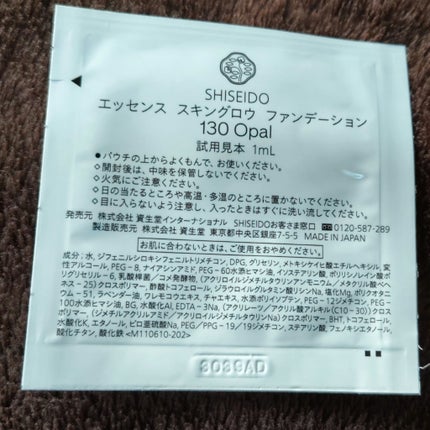 SHISEIDO
エッセンス スキングロウ ファンデーション
130 Opal
試用見本 1mL
●パウチの上からよくもんで、お使いください。
◇開封後は、中味を保管しないでください。
◇火気にご注意ください。
◇日の当たるところや高温・多湿のところに置かないでください。
◇目に入らないよう注意し、入ったときはすぐに洗い流してください。
発売元 株式会社 資生堂インターナショナル SHISEIDOお客さま窓口 0120-587-289
製造販売元 株式会社 資生堂 東京都中央区銀座7-5-5 MADE IN JAPAN
お肌に合わないときは、ご使用をおやめください。
成分：水, ジフェニルシロキシフェニルトリメチコン, DPG, グリセリン, メトキシケイヒ酸エチルヘキシル, 変
性アルコール, PEG-8, ナイアシンアミド, PEG-60水添ヒマシ油, イソステアリン酸, ポリリシノレイン酸ポ
リグリセリル-6, 乳酸桿菌／コメ発酵物, (アクリロイルジメチルタウリンアンモニウム／メタクリル酸ベヘ
ネス-25)クロスポリマー, 酢酸トコフェロール, ジラウロイルグルタミン酸リシンNa, 塩化Mg, ポリクオタニ
ウム-51, ラベンダー油, ワレモコウエキス, チャエキス, 水添ポリイソブテン, PEG-12ジメチコン, PEG-
100水添ヒマシ油, BG, 水酸化Al, EDTA-3Na, (アクリレーツ／アクリル酸アルキル(C10-30))クロス
ポリマー, (ジメチルアクリルアミド／アクリロイルジメチルタウリンNa)クロスポリマー, BHT, トコフェロール,
水酸化K, エタノール, ピロ亜硫酸Na, PEG／PPG-19／19ジメチコン, ステアリン酸, フェノキシエタノール,
酸化チタン, 酸化鉄 <M110610-202>
3039AD